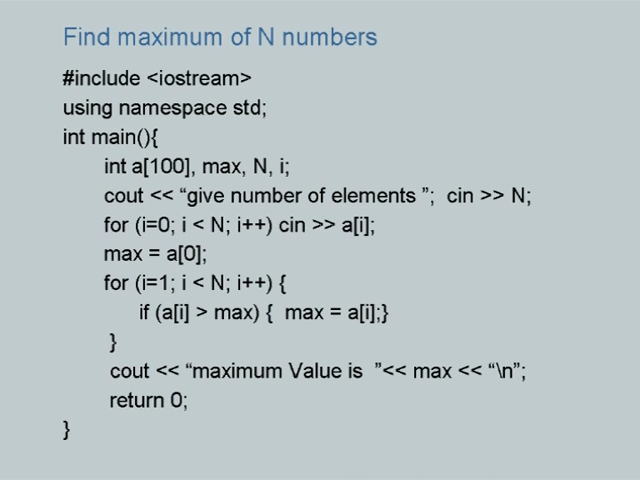 Find maximum of N numbers
#include <iostream>
using namespace std;
int main(){
int a[100], max, N, i;
cout << “give number of elements ”;  cin >> N;
for (i=0; i < N; i++) cin >> a[i];
max = a[0];
for (i=1; i < N; i++) {
if (a[i] > max) {  max = a[i];}
}
cout << “maximum Value is  ”<< max << “\n”;
return 0;
}